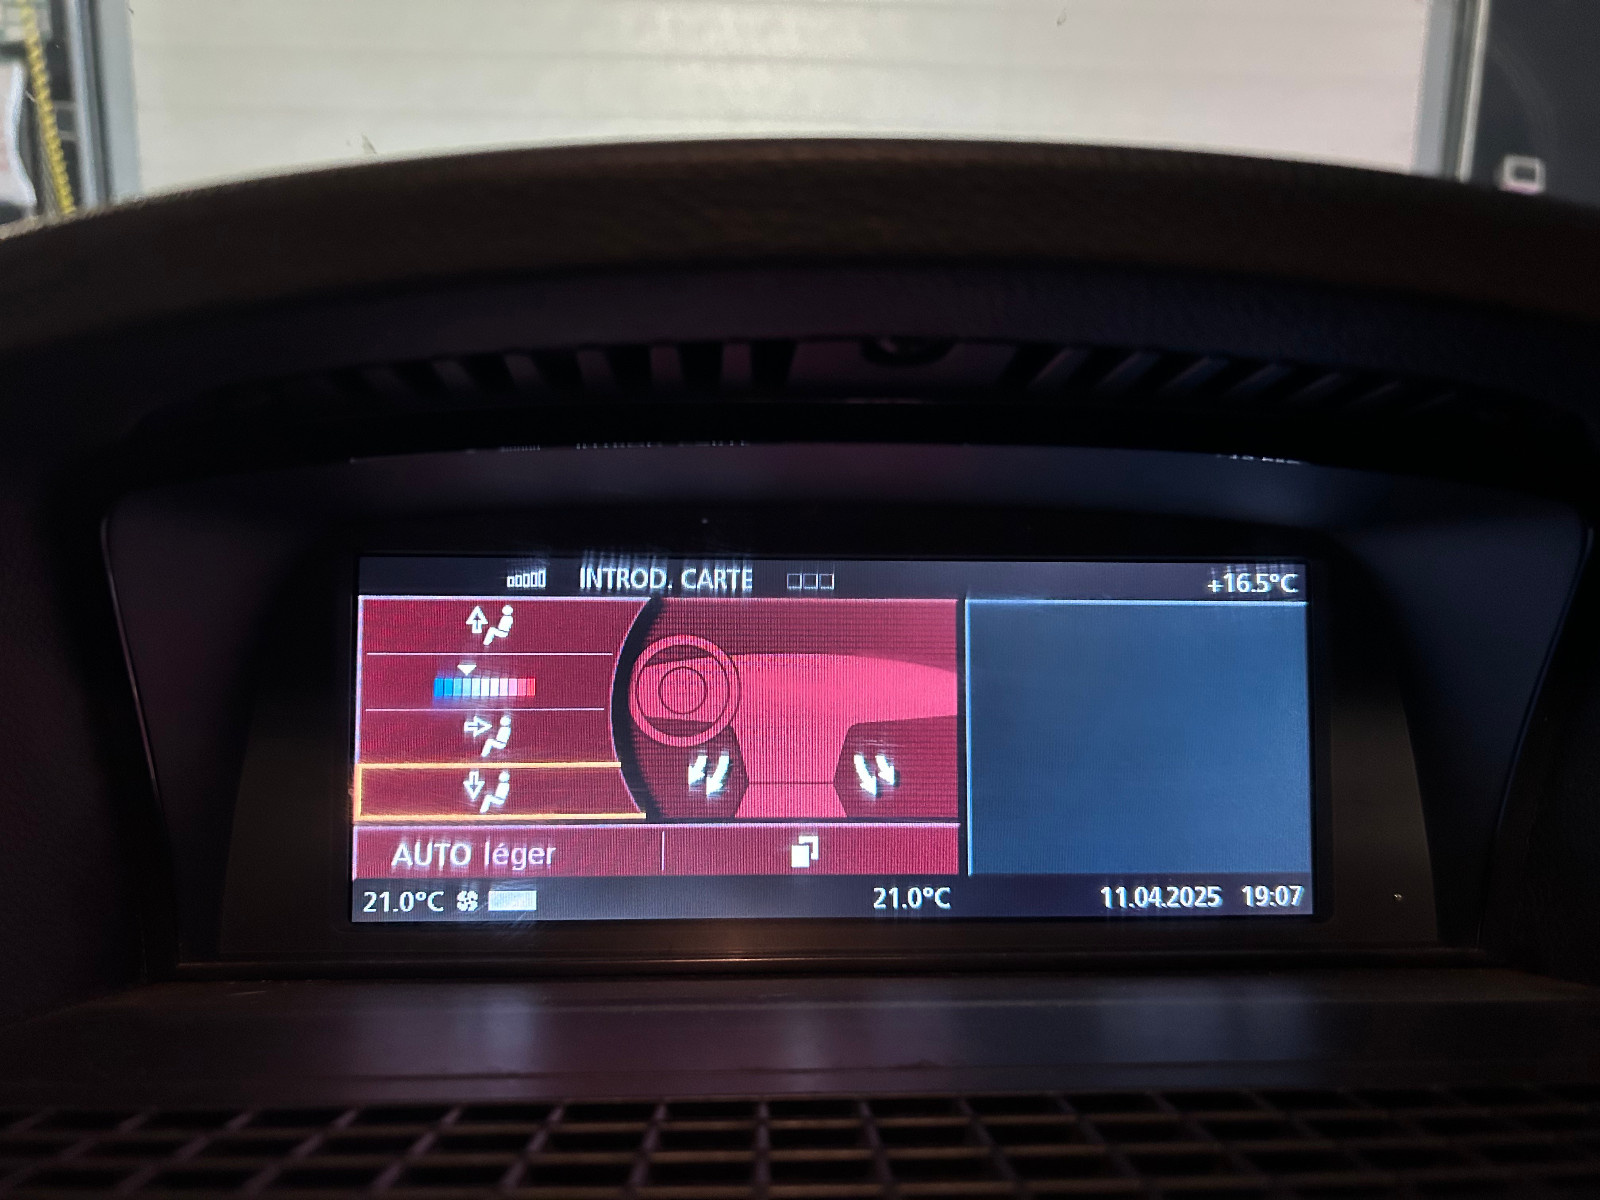 INTROD. CARTE
+16.5°C
AUTO léger
21.0°C
21.0°C
11.04.2025 19:07